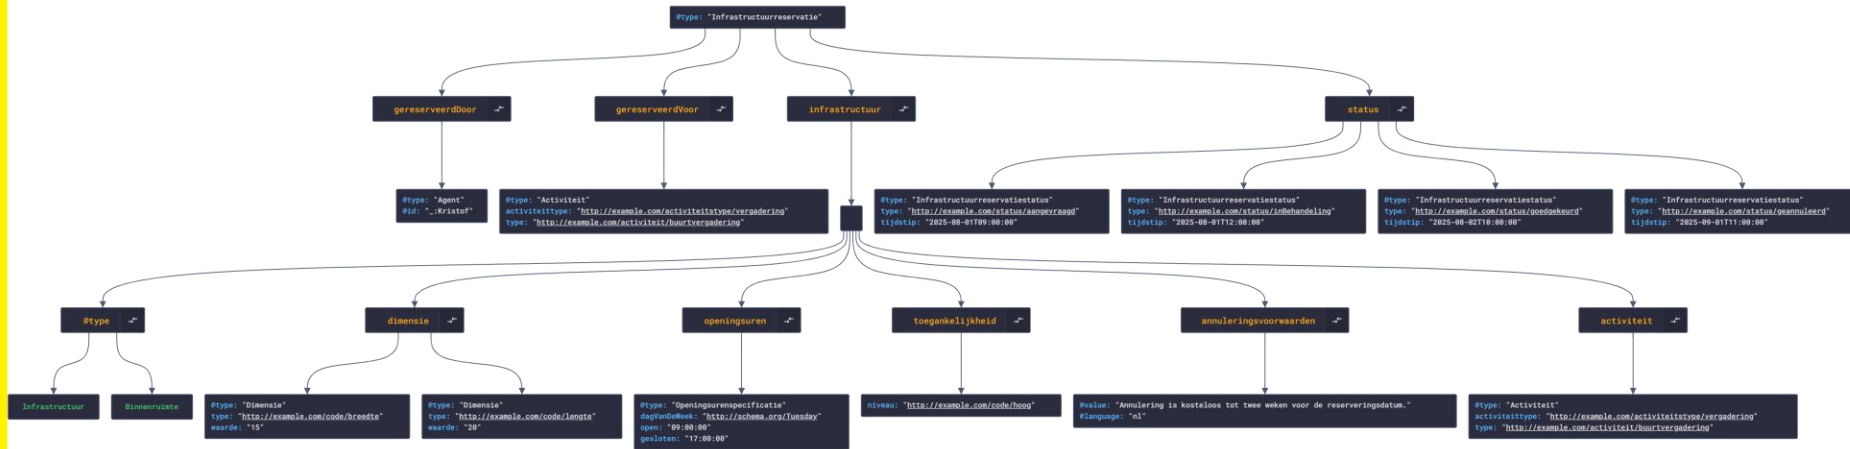 @type: "Infrastructuurreservatie"
gereserveerdDoor
gereserveerdVoor
infrastructuur
status
@type: "Agent"
@id: "_:Kristof"
@type: "Activiteit"
activiteittype: "http://example.com/activiteitstype/vergadering"
type: "http://example.com/activiteit/buurtvergadering"
@type: "Infrastructuurreservatiestatus"
type: "http://example.com/status/aangevraagd"
tijdstip: "2025-08-01T09:00:00"
@type: "Infrastructuurreservatiestatus"
type: "http://example.com/status/inBehandeling"
tijdstip: "2025-08-01T12:00:00"
@type: "Infrastructuurreservatiestatus"
type: "http://example.com/status/goedgekeurd"
tijdstip: "2025-08-02T10:00:00"
@type: "Infrastructuurreservatiestatus"
type: "http://example.com/status/geannuleerd"
tijdstip: "2025-09-01T11:00:00"
@type
dimensie
openingsuren
toegankelijkheid
annuleringsvoorwaarden
activiteit
Infrastructuur
Binnenruimte
@type: "Dimensie"
type: "http://example.com/code/breedte"
waarde: "15"
@type: "Dimensie"
type: "http://example.com/code/lengte"
waarde: "20"
@type: "Openingsurenspecificatie"
dagVanDeWeek: "http://schema.org/Tuesday"
open: "09:00:00"
gesloten: "17:00:00"
niveau: "http://example.com/code/hoog"
@value: "Annulering is kosteloos tot twee weken voor de reserveringsdatum."
@language: "nl"
@type: "Activiteit"
activiteittype: "http://example.com/activiteitstype/vergadering"
type: "http://example.com/activiteit/buurtvergadering"